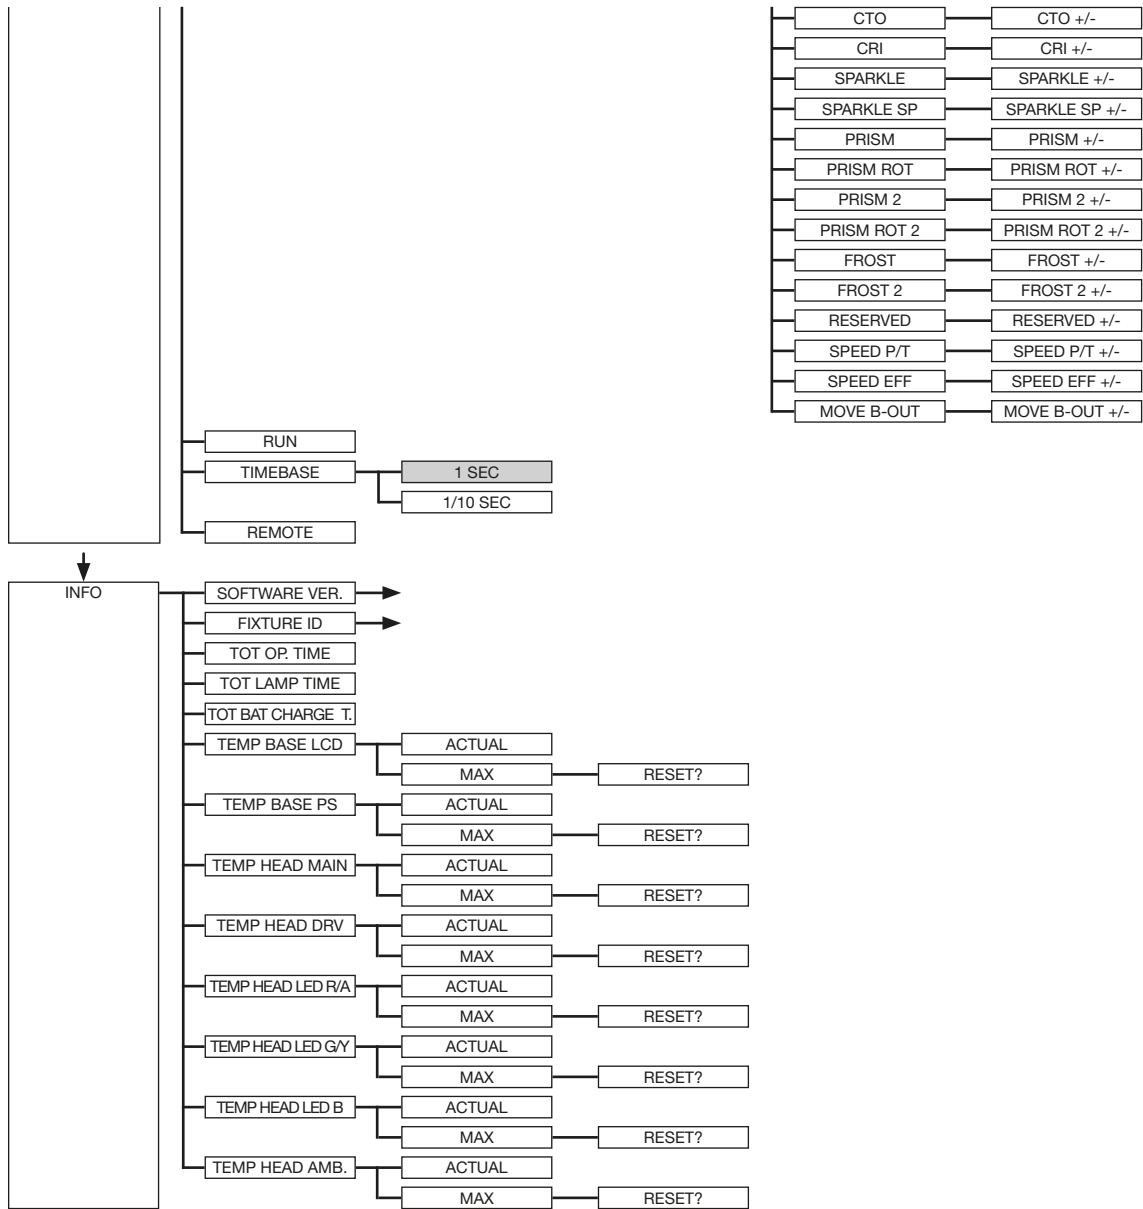 CTO CTO +/-
CRI CRI +/-
SPARKLE SPARKLE +/-
SPARKLE SP SPARKLE SP +/-
PRISM PRISM +/-
PRISM ROT PRISM ROT +/-
PRISM 2 PRISM 2 +/-
PRISM ROT 2 PRISM ROT 2 +/-
FROST FROST +/-
FROST 2 FROST 2 +/-
RESERVED RESERVED +/-
SPEED P/T SPEED P/T +/-
SPEED EFF SPEED EFF +/-
MOVE B-OUT MOVE B-OUT +/-
RUN
TIMEBASE 1 SEC
1/10 SEC
REMOTE
INFO SOFTWARE VER.
FIXTURE ID
TOT OP. TIME
TOT LAMP TIME
TOT BAT CHARGE T.
TEMP BASE LCD ACTUAL
MAX RESET?
TEMP BASE PS ACTUAL
MAX RESET?
TEMP HEAD MAIN ACTUAL
MAX RESET?
TEMP HEAD DRV ACTUAL
MAX RESET?
TEMP HEAD LED R/A ACTUAL
MAX RESET?
TEMP HEAD LED G/Y ACTUAL
MAX RESET?
TEMP HEAD LED B ACTUAL
MAX RESET?
TEMP HEAD AMB. ACTUAL
MAX RESET?